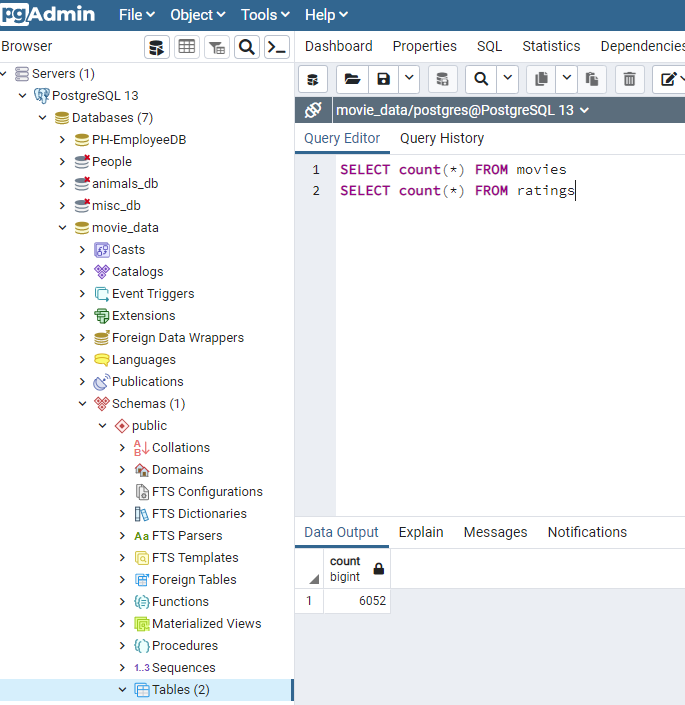 pgAdmin File Object Tools Help
Browser
Dashboard Properties SQL Statistics Dependencies
Servers (1)
PostgreSQL 13
Databases (7)
PH-EmployeeDB
People
animals_db
misc_db
movie_data
Casts
Catalogs
Event Triggers
Extensions
Foreign Data Wrappers
Languages
Publications
Schemas (1)
public
Collations
Domains
FTS Configurations
FTS Dictionaries
Aa FTS Parsers
FTS Templates
Foreign Tables
Functions
Materialized Views
Procedures
1..3 Sequences
Tables (2)
movie_data/postgres@PostgreSQL 13
Query Editor Query History
1 SELECT count(*) FROM movies
2 SELECT count(*) FROM ratings
Data Output Explain Messages Notifications
count
bigint
1 6052